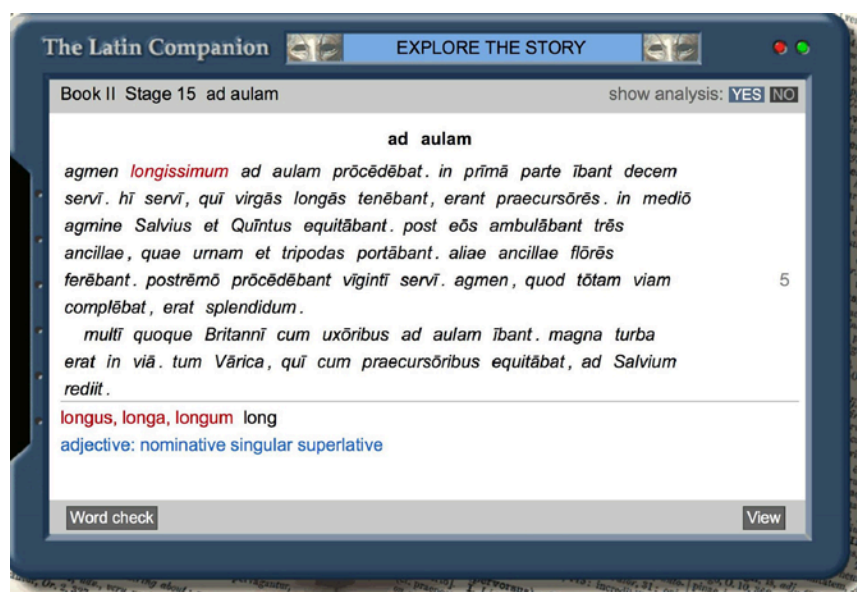 The Latin Companion
EXPLORE THE STORY
Book II Stage 15 ad aulam
show analysis: YES NO
ad aulam
agmen longissimum ad aulam prōcēdēbat. in prīmā parte ībant decem
servī. hī servī, quī virgās longās tenēbant, erant praecursōrēs. in mediō
agmine Salvius et Quīntus equitābant. post eōs ambulābant trēs
ancillae, quae urnam et tripodas portābant. aliae ancillae flōrēs
ferēbant. postrēmō prōcēdēbant vīgintī servī. agmen, quod tōtam viam 5
complēbat, erat splendidum.
multī quoque Britannī cum uxōribus ad aulam ībant. magna turba
erat in viā. tum Vārica, quī cum praecursōribus equitābat, ad Salvium
rediit.
longus, longa, longum long
adjective: nominative singular superlative
Word check
View